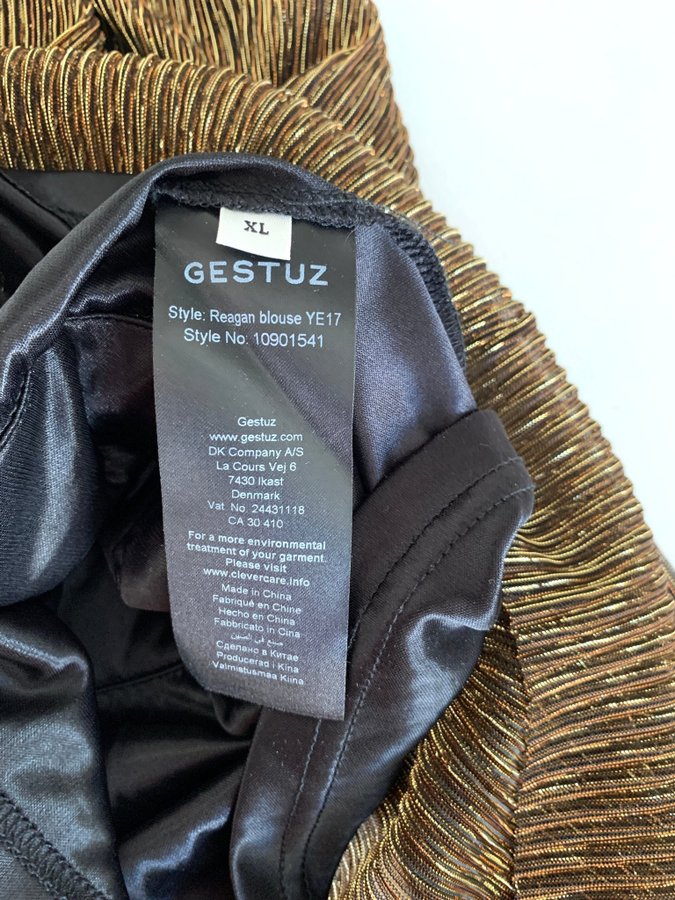 XL
GESTUZ
Style: Reagan blouse YE17
Style No: 10901541
Gestuz
www.gestuz.com
DK Company A/S
La Cours Vej 6
7430 Ikast
Denmark
Vat. No. 24431118
CA 30 410
For a more environmental
treatment of your garment.
Please visit
www.clevercare.info
Made in China
Fabriqué en Chine
Hecho en China
Fabbricato in Cina
صنع في الصين
Сделано в Китае
Producerad i Kina
Valmistusmaa Kiina